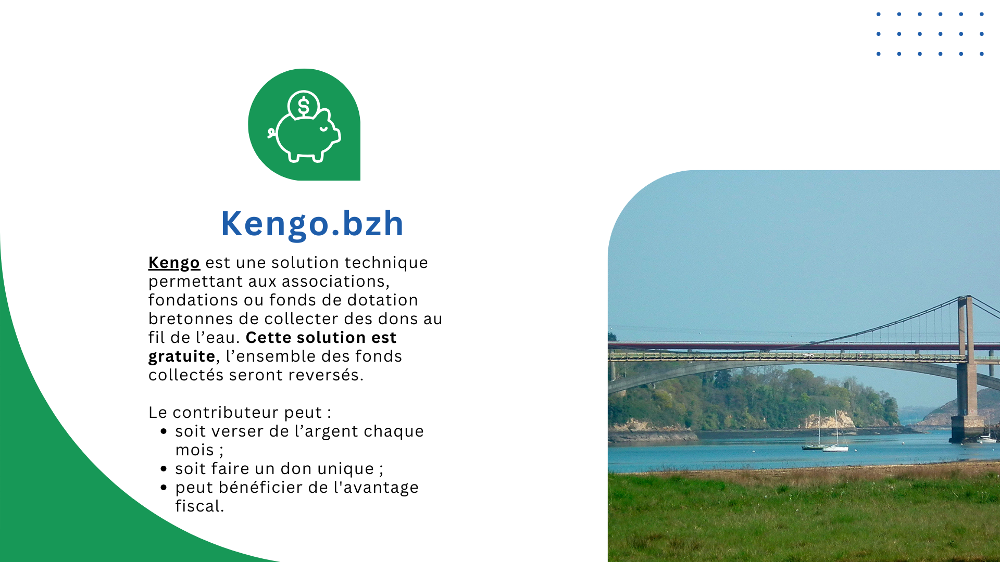 $
Kengo.bzh
Kengo est une solution technique
permettant aux associations,
fondations ou fonds de dotation
bretonnes de collecter des dons au
fil de l’eau. Cette solution est
gratuite, l’ensemble des fonds
collectés seront reversés.
Le contributeur peut :
• soit verser de l’argent chaque
mois ;
• soit faire un don unique ;
• peut bénéficier de l'avantage
fiscal.